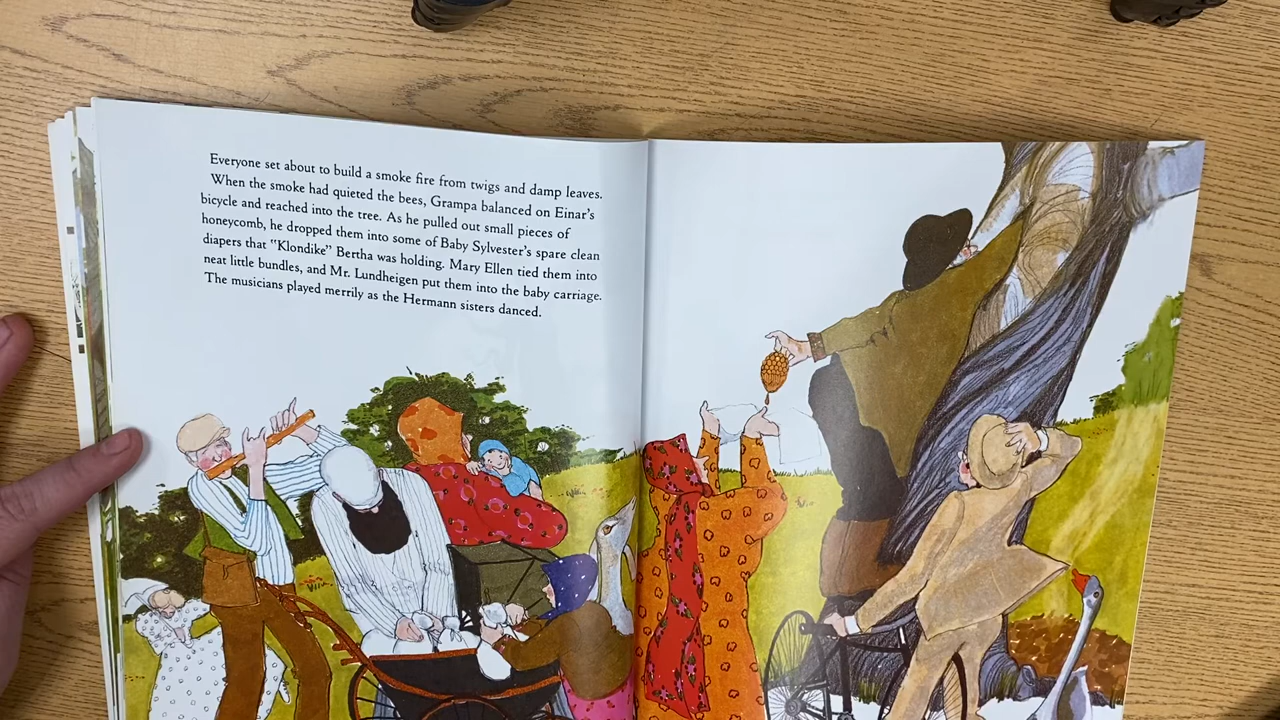 Everyone set about to build a smoke fire from twigs and damp leaves.
When the smoke had quieted the bees, Grampa balanced on Einar's
bicycle and reached into the tree. As he pulled out small pieces of
honeycomb, he dropped them into some of Baby Sylvester's spare clean
diapers that "Klondike" Bertha was holding. Mary Ellen tied them into
neat little bundles, and Mr. Lundheigen put them into the baby carriage.
The musicians played merrily as the Hermann sisters danced.